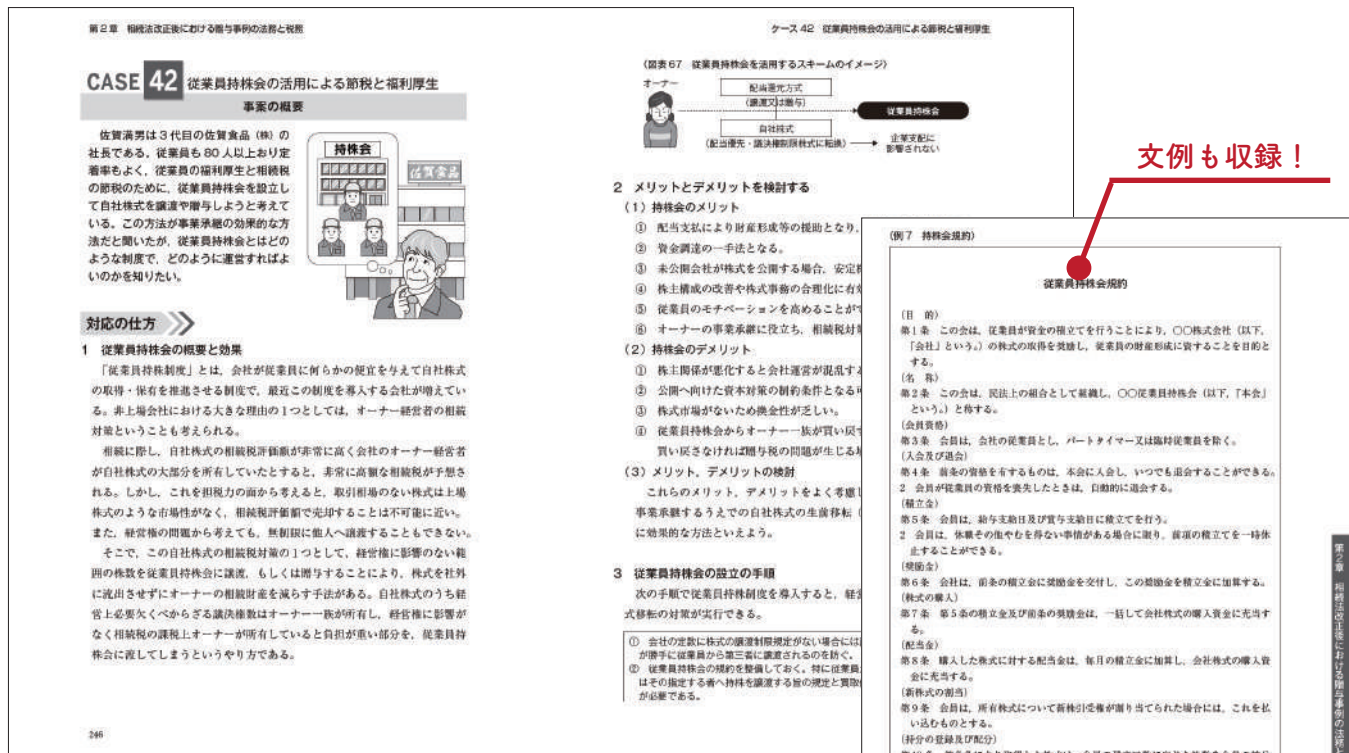 第2章 相続法改正後における贈与事例の法務と税務
CASE 42 従業員持株会の活用による節税と福利厚生
事案の概要
佐賀満男は3代目の佐賀食品(株)の
社長である。従業員も80人以上おり定
着率もよく、従業員の福利厚生と相続税
の節税のために、従業員持株会を設立し
て自社株式を譲渡や贈与しようと考えて
いる。この方法が事業承継の効果的な方
法だと聞いたが、従業員持株会とはどの
ような制度で、どのように運営すればよ
いのかを知りたい。
持株会
佐賀食品
対応の仕方
1 従業員持株会の概要と効果
「従業員持株制度」とは、会社が従業員に何らかの便宜を与えて自社株式
の取得・保有を推進させる制度で、最近この制度を導入する会社が増えてい
る。非上場会社における大きな理由の1つとしては、オーナー経営者の相続
対策ということも考えられる。
相続に際し、自社株式の相続税評価額が非常に高く会社のオーナー経営者
が自社株式の大部分を所有していたとすると、非常に高額な相続税が予想さ
れる。しかし、これを担税力の面から考えると、取引相場のない株式は上場
株式のような市場性がなく、相続税評価額で売却することは不可能に近い。
また、経営権の問題から考えても、無制限に他人へ譲渡することもできない。
そこで、この自社株式の相続税対策の1つとして、経営権に影響のない範
囲の株数を従業員持株会に譲渡、もしくは贈与することにより、株式を社外
に流出させずにオーナーの相続財産を減らす手法がある。自社株式のうち経
営上必要欠くべからざる議決権数はオーナー一族が所有し、経営権に影響が
なく相続税の課税上オーナーが所有していると負担が重い部分を、従業員持
株会に渡してしまうというやり方である。
246
ケース42 従業員持株会の活用による節税と福利厚生
(図表67 従業員持株会を活用するスキームのイメージ)
オーナー
配当還元方式
(譲渡又は贈与)
従業員持株会
自社株式
(配当優先・議決権制限株式に転換)
企業支配に
影響されない
2 メリットとデメリットを検討する
(1)持株会のメリット
① 配当支払により財産形成等の援助となり、
② 資金調達の一手法となる。
③ 未公開会社が株式を公開する場合、安定
④ 株主構成の改善や株式事務の合理化に有
⑤ 従業員のモチベーションを高めることが
⑥ オーナーの事業承継に役立ち、相続税対
(2)持株会のデメリット
① 株主関係が悪化すると会社運営が混乱す
② 公開へ向けた資本対策の制約条件となる
③ 株式市場がないため換金性が乏しい。
④ 従業員持株会からオーナー一族が買い戻
買い戻さなければ贈与税の問題が生じる
(3)メリット、デメリットの検討
これらのメリット、デメリットをよく考慮
事業承継するうえでの自社株式の生前移転(
に効果的な方法といえよう。
3 従業員持株会の設立の手順
次の手順で従業員持株制度を導入すると、経
式移転の対策が実行できる。
① 会社の定款に株式の譲渡制限規定がない場合には
が勝手に従業員から第三者に譲渡されるのを防ぐ。
② 従業員持株会の規約を整備しておく。特に従業員
はその指定する者へ持株を譲渡する旨の規定と買取
が必要である。
文例も収録!
(例7 持株会規約)
従業員持株会規約
(目 的)
第1条 この会は、従業員が資金の積立てを行うことにより、〇〇株式会社(以下、
「会社」という。)の株式の取得を奨励し、従業員の財産形成に資することを目的と
する。
(名 称)
第2条 この会は、民法上の組合として組織し、〇〇従業員持株会(以下、「本会」
という。)と称する。
(会員資格)
第3条 会員は、会社の従業員とし、パートタイマー又は臨時従業員を除く。
(入会及び退会)
第4条 前条の資格を有するものは、本会に入会し、いつでも退会することができる。
2 会員が従業員の資格を喪失したときは、自動的に退会する。
(積立金)
第5条 会員は、給与支給日及び賞与支給日に積立てを行う。
2 会員は、休職その他やむを得ない事情がある場合に限り、前項の積立てを一時休
止することができる。
(奨励金)
第6条 会社は、前条の積立金に奨励金を交付し、この奨励金を積立金に加算する。
(株式の購入)
第7条 第5条の積立金及び前条の奨励金は、一括して会社株式の購入資金に充当す
る。
(配当金)
第8条 購入した株式に対する配当金は、毎月の積立金に加算し、会社株式の購入資
金に充当する。
(新株式の割当)
第9条 会員は、所有株式について新株引受権が割り当てられた場合には、これを払
い込むものとする。
(持分の登録及び配分)
第2章 相続法改正後における贈与事例の法務と